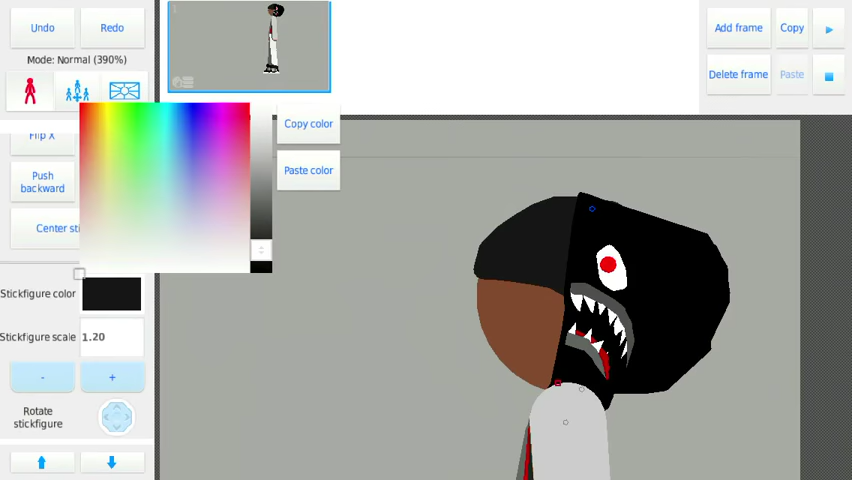 Undo
Redo
Mode: Normal (390%)
Add frame
Copy
Delete frame
Paste
Flip X
Push
backward
Center sti
Copy color
Paste color
Stickfigure color
Stickfigure scale
1.20
-
+
Rotate
stickfigure